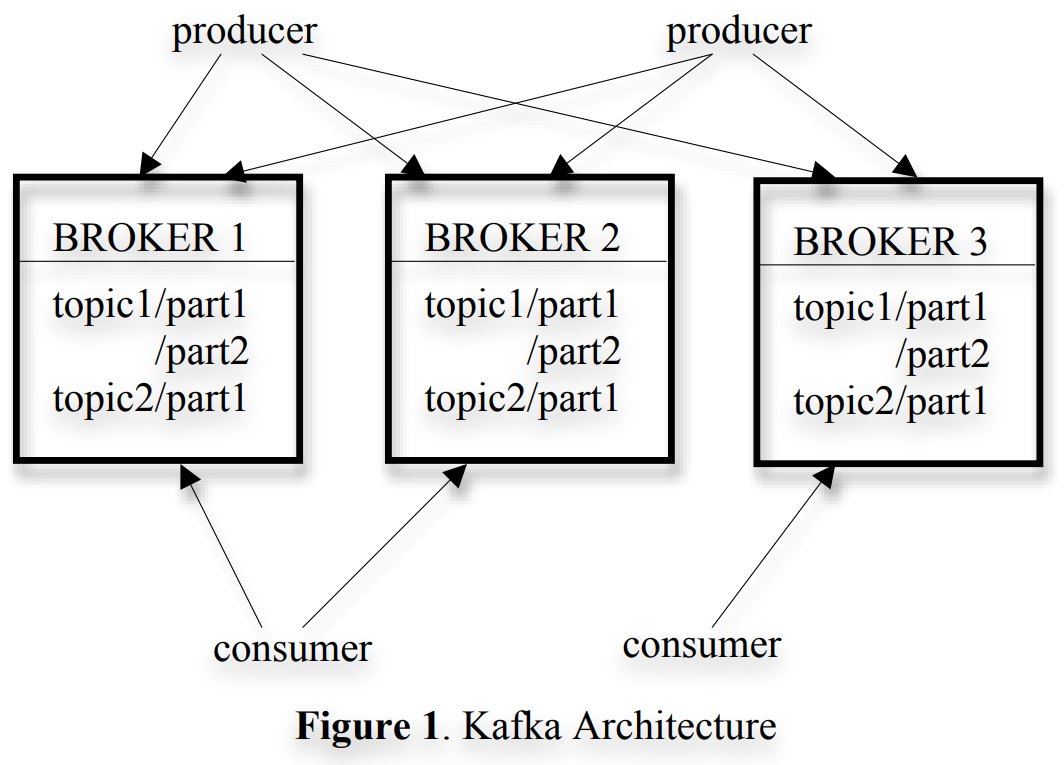 producer
producer
BROKER 1
topic1/part1
/part2
topic2/part1
BROKER 2
topic1/part1
/part2
topic2/part1
BROKER 3
topic1/part1
/part2
topic2/part1
consumer
consumer
Figure 1. Kafka Architecture